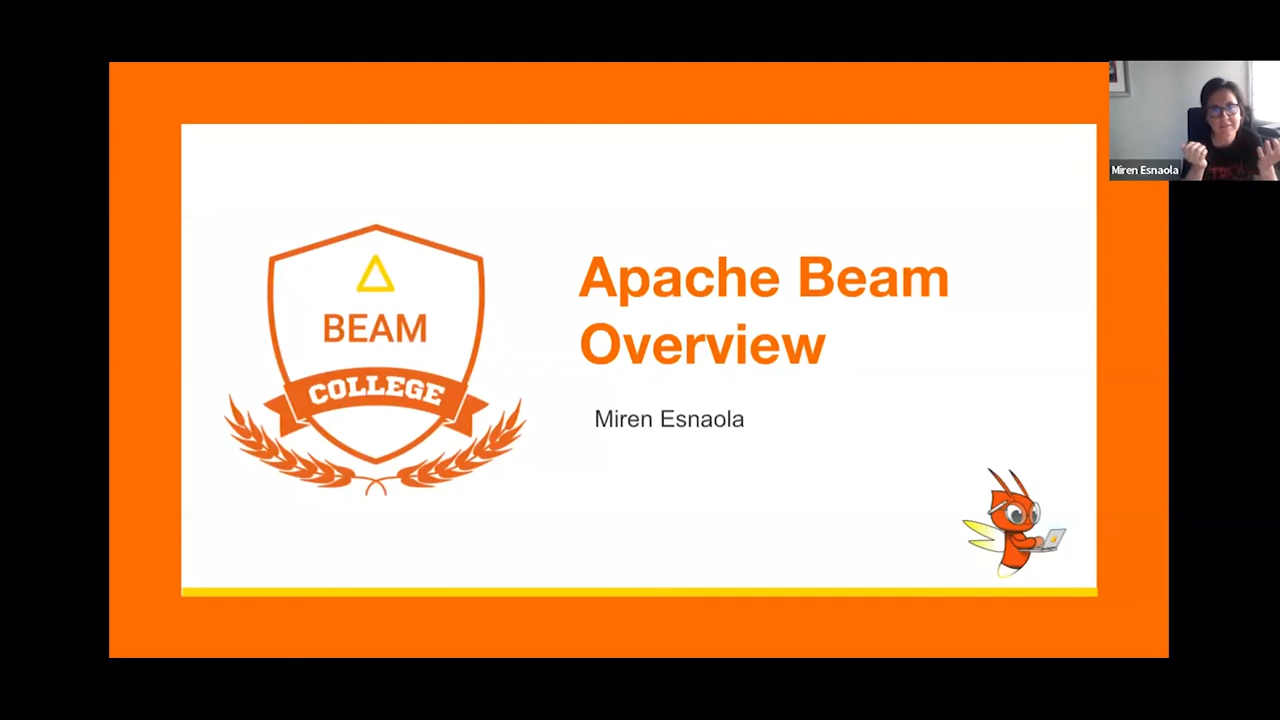 BEAM
COLLEGE
Apache Beam
Overview
Miren Esnaola
Miren Esnaola